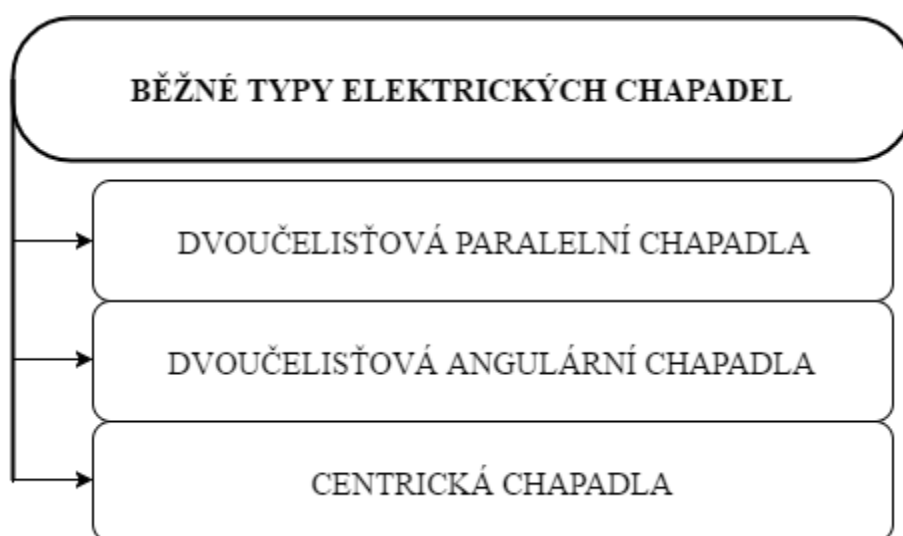 BĚŽNÉ TYPY ELEKTRICKÝCH CHAPADEL
DVOUČELISŤOVÁ PARALELNÍ CHAPADLA
DVOUČELISŤOVÁ ANGULÁRNÍ CHAPADLA
CENTRICKÁ CHAPADLA